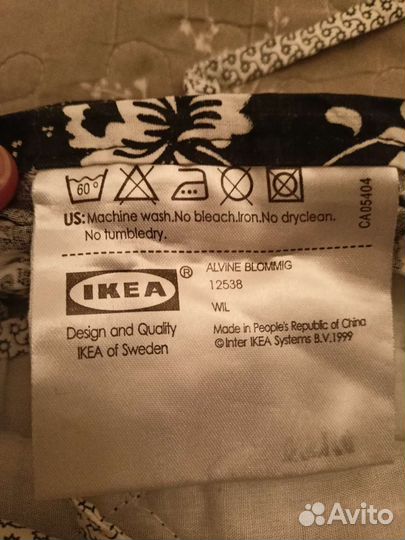 60°
US: Machine wash.No bleach.Iron.No dryclean.
No tumbledry.
CA05404
IKEA®
ALVINE BLOMMIG
12538
WIL
Design and Quality
IKEA of Sweden
Made in People's Republic of China
© Inter IKEA Systems B.V.1999
Avito